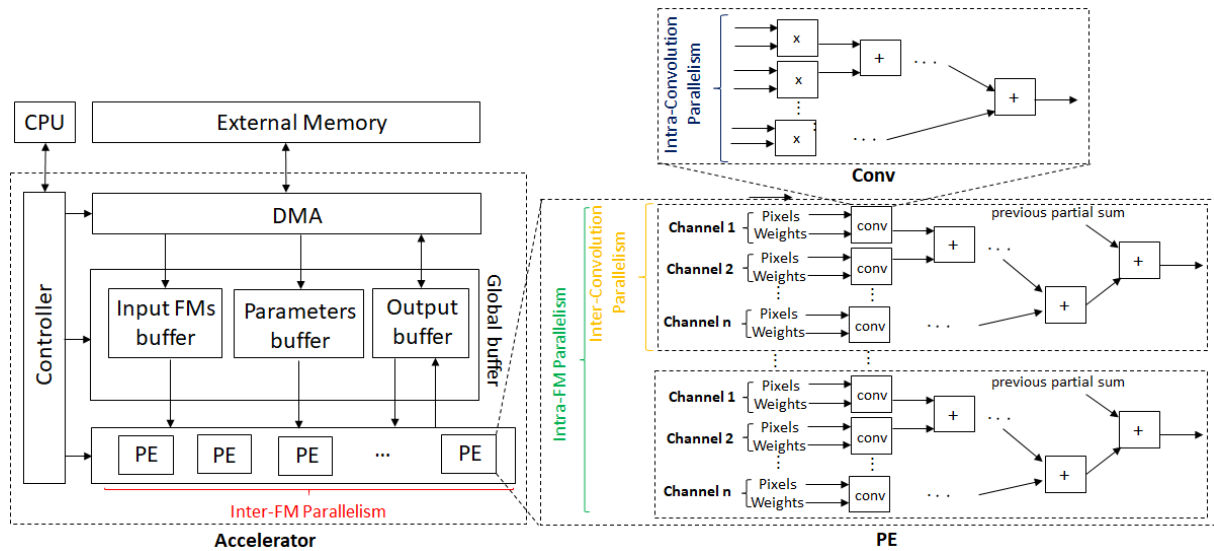 Intra-Convolution
Parallelism
x
x
x
+
. . .
+
. . .
Conv
CPU
External Memory
Controller
DMA
Input FMs
buffer
Parameters
buffer
Output
buffer
Global buffer
PE
PE
PE
...
PE
Inter-FM Parallelism
Accelerator
Intra-FM Parallelism
Inter-Convolution
Parallelism
Channel 1
Pixels
Weights
conv
+
. . .
previous partial sum
+
Channel 2
Pixels
Weights
conv
+
Channel n
Pixels
Weights
conv
. . .
Channel 1
Pixels
Weights
conv
+
. . .
previous partial sum
+
Channel 2
Pixels
Weights
conv
+
Channel n
Pixels
Weights
conv
. . .
PE